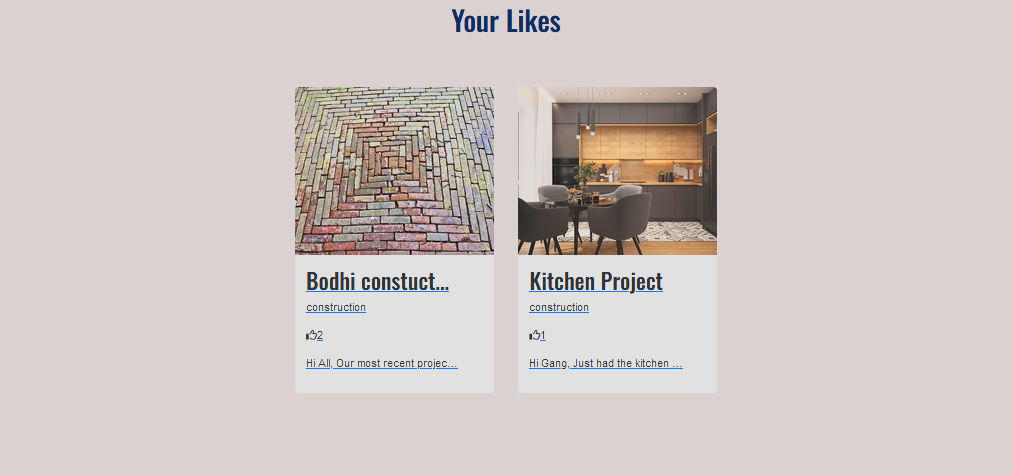 Your Likes
Bodhi constuct...
construction
2
Hi All, Our most recent projec...
Kitchen Project
construction
1
Hi Gang, Just had the kitchen ...